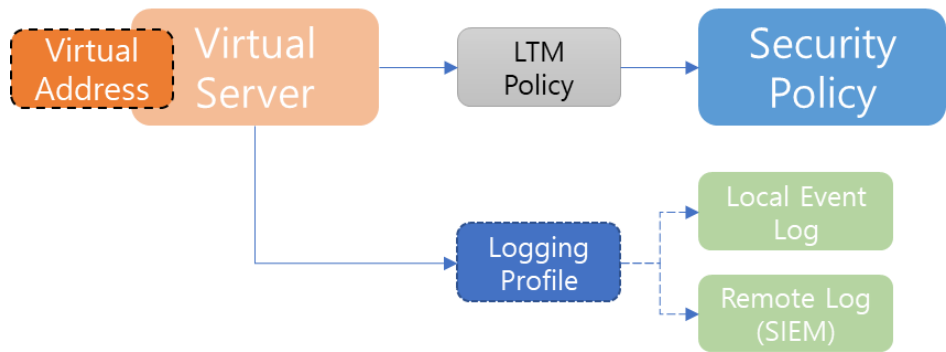 Virtual
Address
Virtual
Server
LTM
Policy
Security
Policy
Logging
Profile
Local Event
Log
Remote Log
(SIEM)